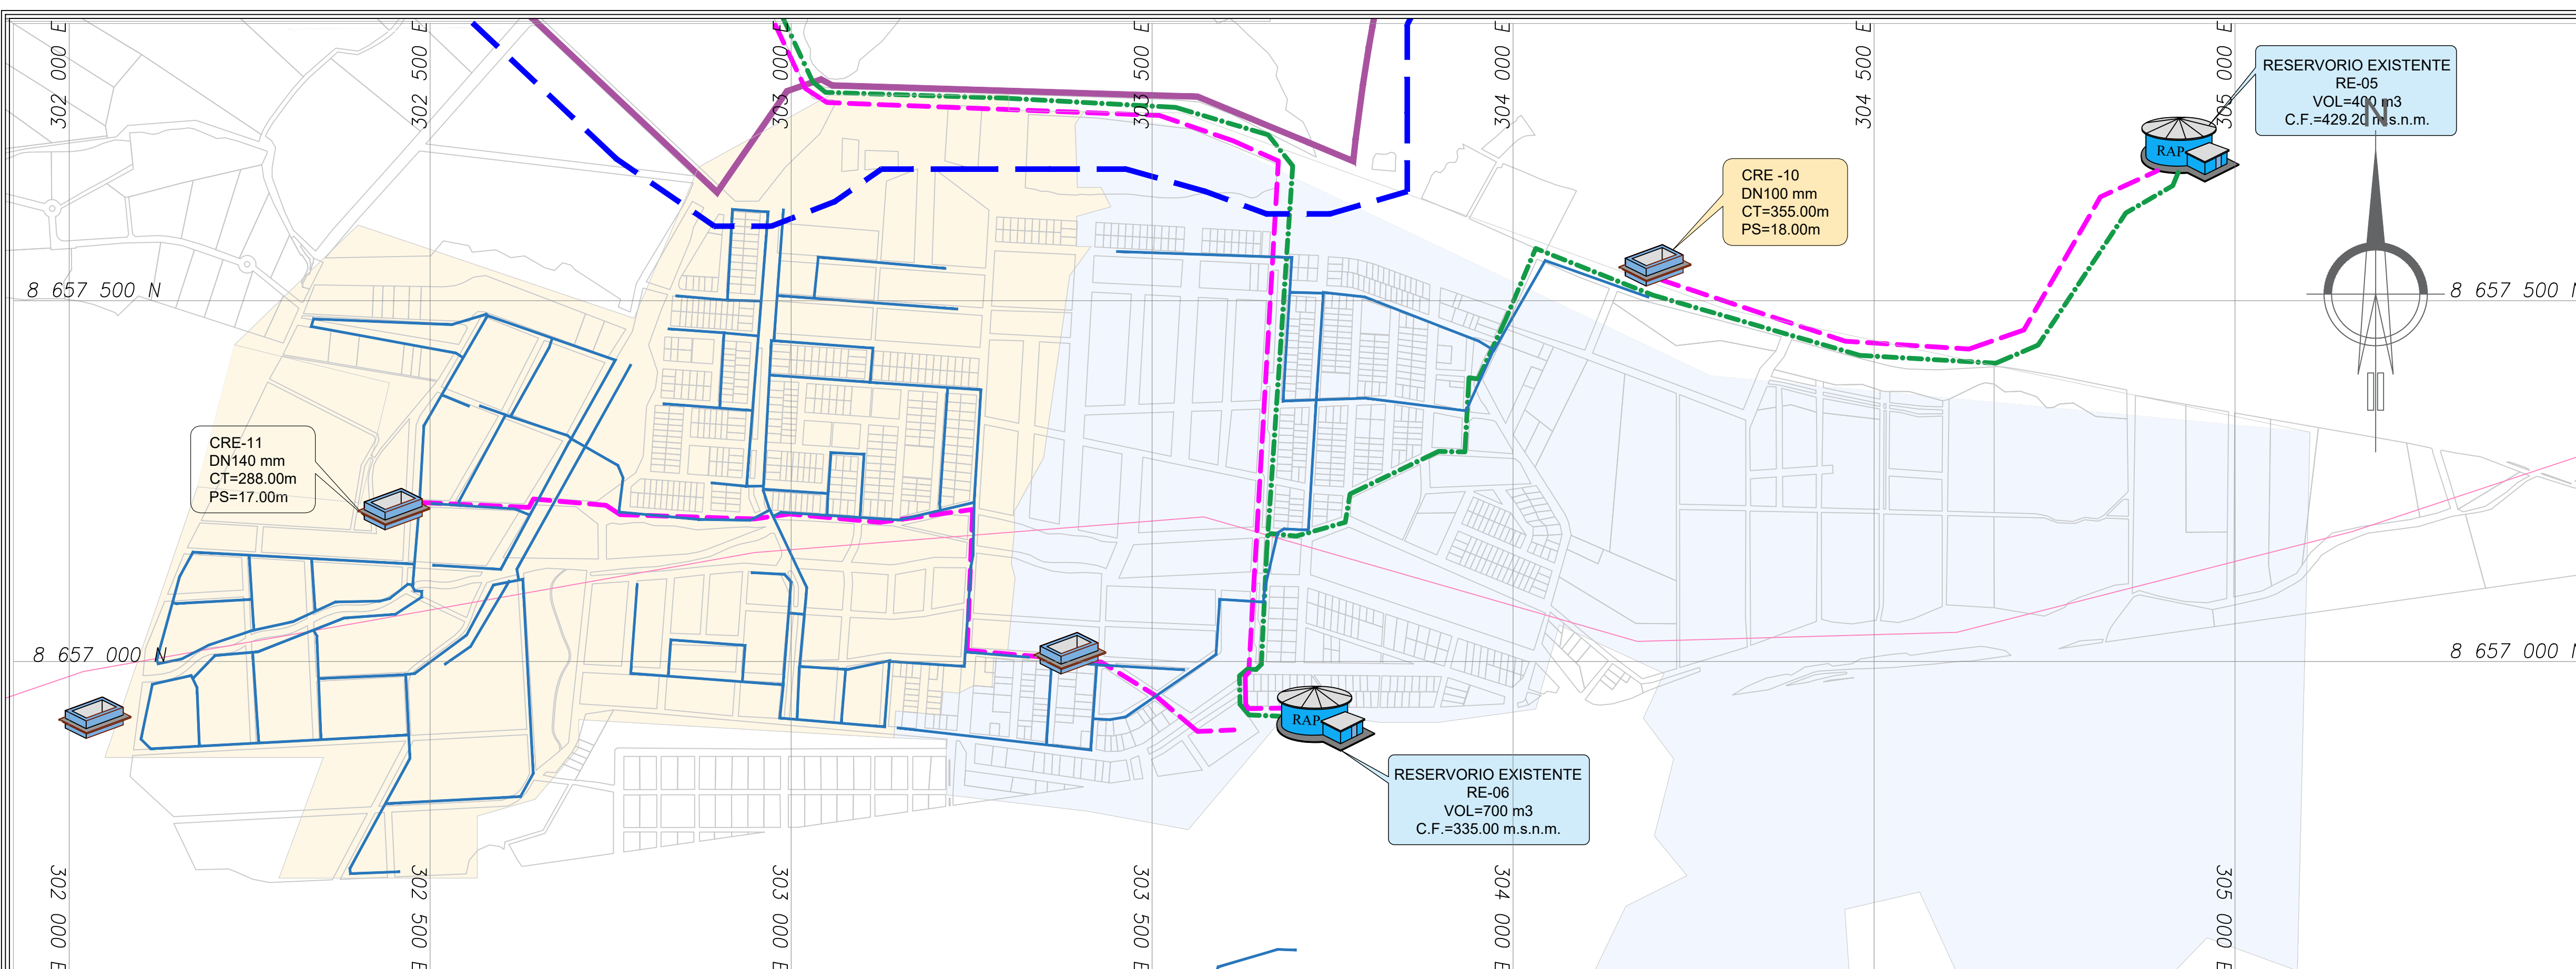 302 000 E
302 500 E
303 000 E
303 500 E
304 000 E
304 500 E
305 000 E
RESERVORIO EXISTENTE
RE-05
VOL=400 m3
C.F.=429.20 m.s.n.m.
N
CRE -10
DN100 mm
CT=355.00m
PS=18.00m
RAP
8 657 500 N
8 657 500 N
CRE-11
DN140 mm
CT=288.00m
PS=17.00m
8 657 000 N
8 657 000 N
RAP
RESERVORIO EXISTENTE
RE-06
VOL=700 m3
C.F.=335.00 m.s.n.m.
302 000 E
302 500 E
303 000 E
303 500 E
304 000 E
305 000 E